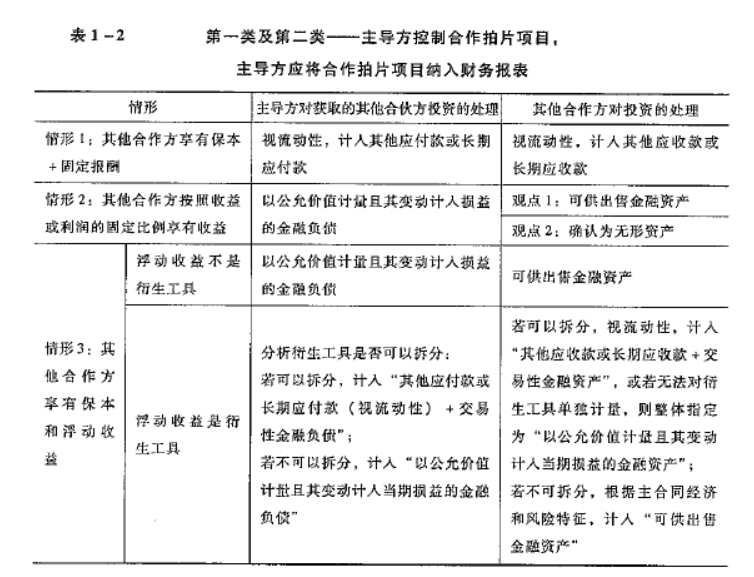 表 1-2 第一类及第二类——主导方控制合作拍片项目，
主导方应将合作拍片项目纳入财务报表
情形
主导方对获取的其他合伙方投资的处理
其他合作方对投资的处理
情形 1：其他合作方享有保本
+ 固定报酬
视流动性，计入其他应付款或长期
应付款
视流动性，计入其他应收款或
长期应收款
情形 2：其他合作方按照收益
或利润的固定比例享有收益
以公允价值计量且其变动计入损益
的金融负债
观点 1：可供出售金融资产
观点 2：确认为无形资产
情形 3：其
他合作方
享有保本
和浮动收
益
浮动收益不是
衍生工具
以公允价值计量且其变动计入损益
的金融负债
可供出售金融资产
浮动收益是衍
生工具
分析衍生工具是否可以拆分：
若可以拆分，计入“其他应付款或
长期应付款（视流动性）+ 交易
性金融负债”；
若不可以拆分，计入“以公允价值
计量且其变动计入当期损益的金融
负债”
若可以拆分，视流动性，计入
“其他应收款或长期应收款 + 交
易性金融资产”，或若无法对衍
生工具单独计量，则整体指定
为“以公允价值计量且其变动
计入当期损益的金融资产”；
若不可拆分，根据主合同经济
和风险特征，计入“可供出售
金融资产”